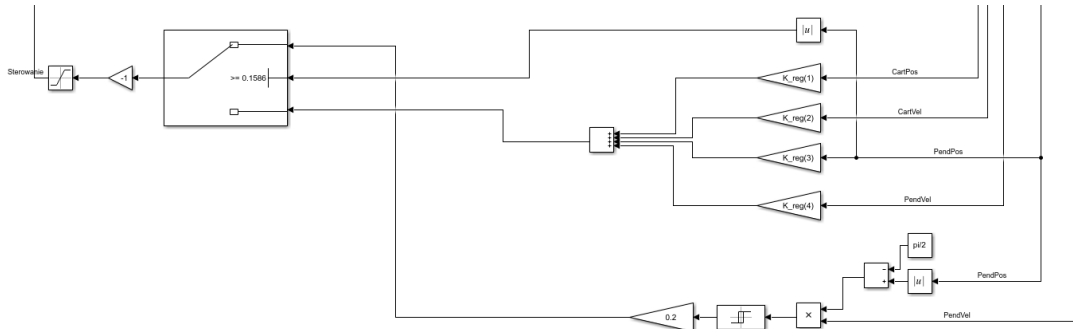 |u|
Sterowanie
-1
>= 0.1586
K_reg(1)
CartPos
K_reg(2)
CartVel
K_reg(3)
PendPos
K_reg(4)
PendVel
pi/2
|u|
PendPos
0.2
×
PendVel